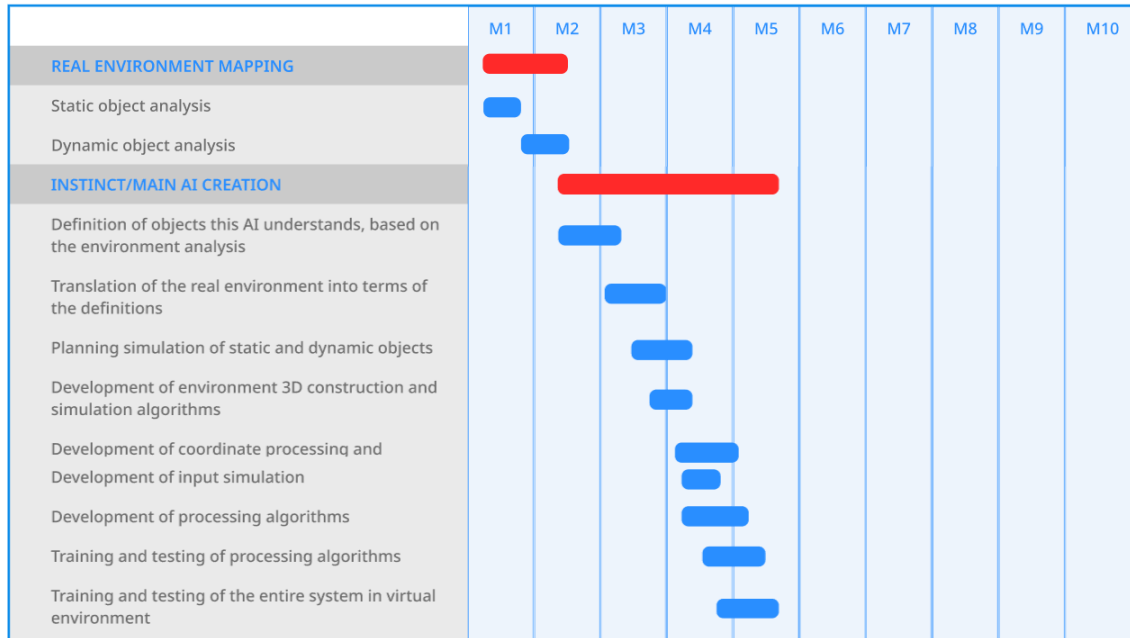 M1 M2 M3 M4 M5 M6 M7 M8 M9 M10
REAL ENVIRONMENT MAPPING
Static object analysis
Dynamic object analysis
INSTINCT/MAIN AI CREATION
Definition of objects this AI understands, based on
the environment analysis
Translation of the real environment into terms of
the definitions
Planning simulation of static and dynamic objects
Development of environment 3D construction and
simulation algorithms
Development of coordinate processing and
Development of input simulation
Development of processing algorithms
Training and testing of processing algorithms
Training and testing of the entire system in virtual
environment